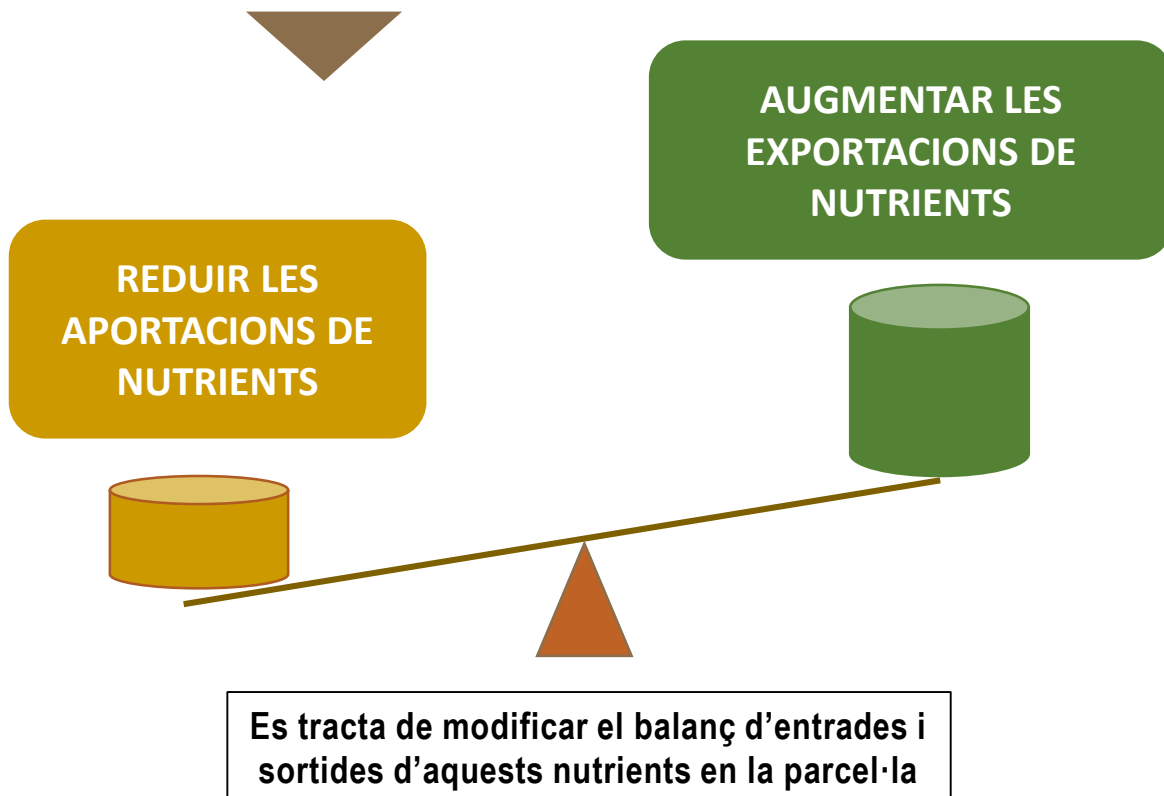 AUGMENTAR LES
EXPORTACIONS DE
NUTRIENTS
REDUIR LES
APORTACIONS DE
NUTRIENTS
Es tracta de modificar el balanç d’entrades i
sortides d’aquests nutrients en la parcel·la